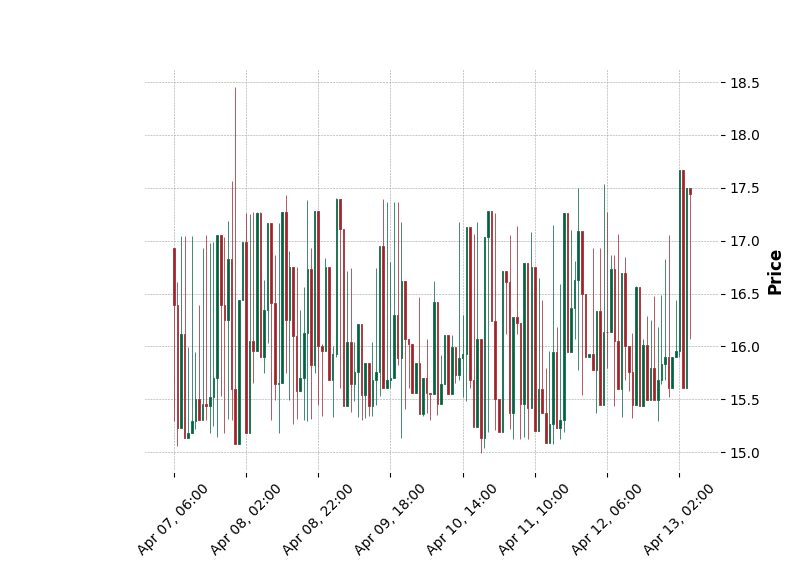 18.5
18.0
17.5
17.0
16.5
16.0
15.5
15.0
Price
Apr 07, 06:00
Apr 08, 02:00
Apr 08, 22:00
Apr 09, 18:00
Apr 10, 14:00
Apr 11, 10:00
Apr 12, 06:00
Apr 13, 02:00